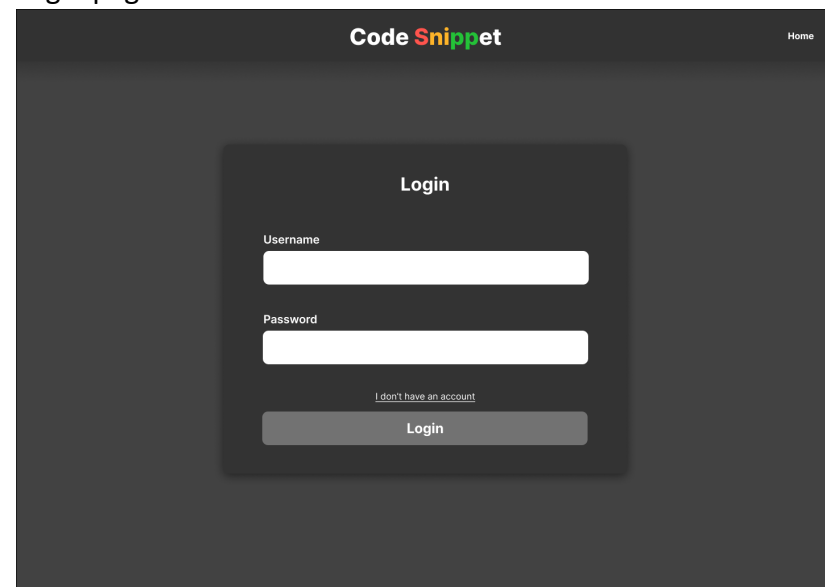 Code Snippet
Home
Login
Username
Password
I don't have an account
Login